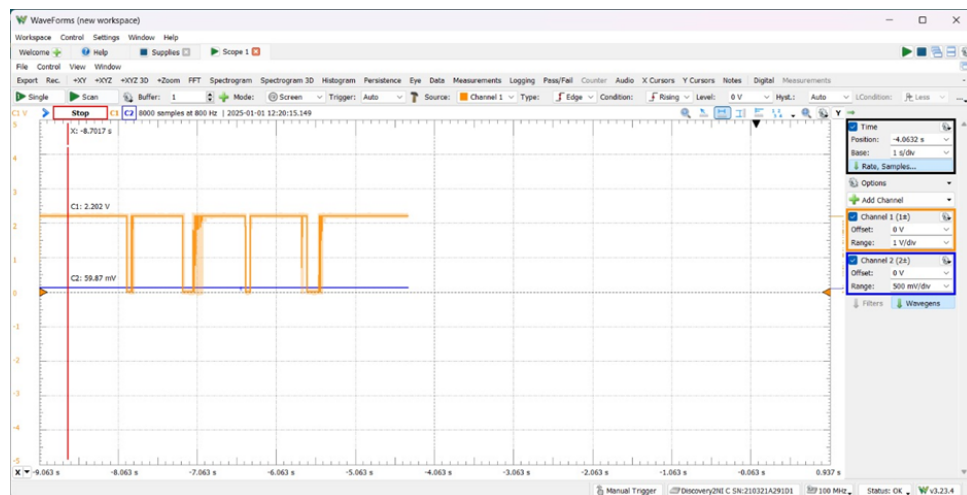 WaveForms (new workspace)
Workspace Control Settings Window Help
Welcome Help Supplies Scope 1
File Control View Window
Export Rec. +XY +XYZ +XYZ 3D +Zoom FFT Spectrogram Spectrogram 3D Histogram Persistence Eye Data Measurements Logging Pass/Fail Counter Audio X Cursors Y Cursors Notes Digital Measurements
Single Scan Buffer: 1 Mode: Screen Trigger: Auto Source: Channel 1 Type: Edge Condition: Rising Level: 0 V Hyst.: Auto LCondition: Less
C1 V Stop C1 C2 8000 samples at 800 Hz | 2025-01-01 12:20:15.149 Y
X: -8.7017 s
C1: 2.202 V
C2: 59.87 mV
5
4
3
2
1
0
-1
-2
-3
-4
-5
X -9.063 s -8.063 s -7.063 s -6.063 s -5.063 s -4.063 s -3.063 s -2.063 s -1.063 s -0.063 s 0.937 s
Time
Position: -4.0632 s
Base: 1 s/div
Rate, Samples...
Options
Add Channel
Channel 1 (1±)
Offset: 0 V
Range: 1 V/div
Channel 2 (2±)
Offset: 0 V
Range: 500 mV/div
Filters Wavegens
Manual Trigger Discovery2NI C SN:210321A29101 100 MHz Status: OK v3.23.4